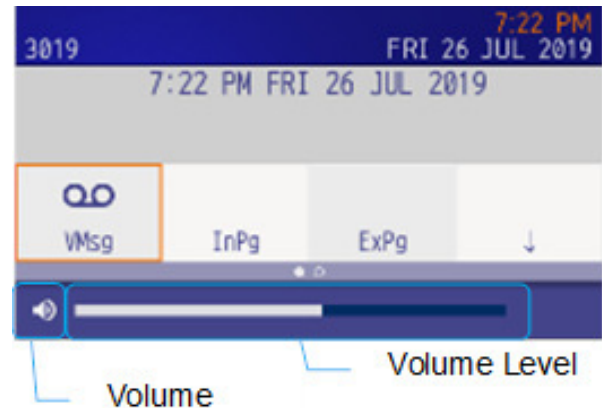 7:22 PM
3019 FRI 26 JUL 2019
7:22 PM FRI 26 JUL 2019
VMsg InPg ExPg ↓
Volume Level
Volume